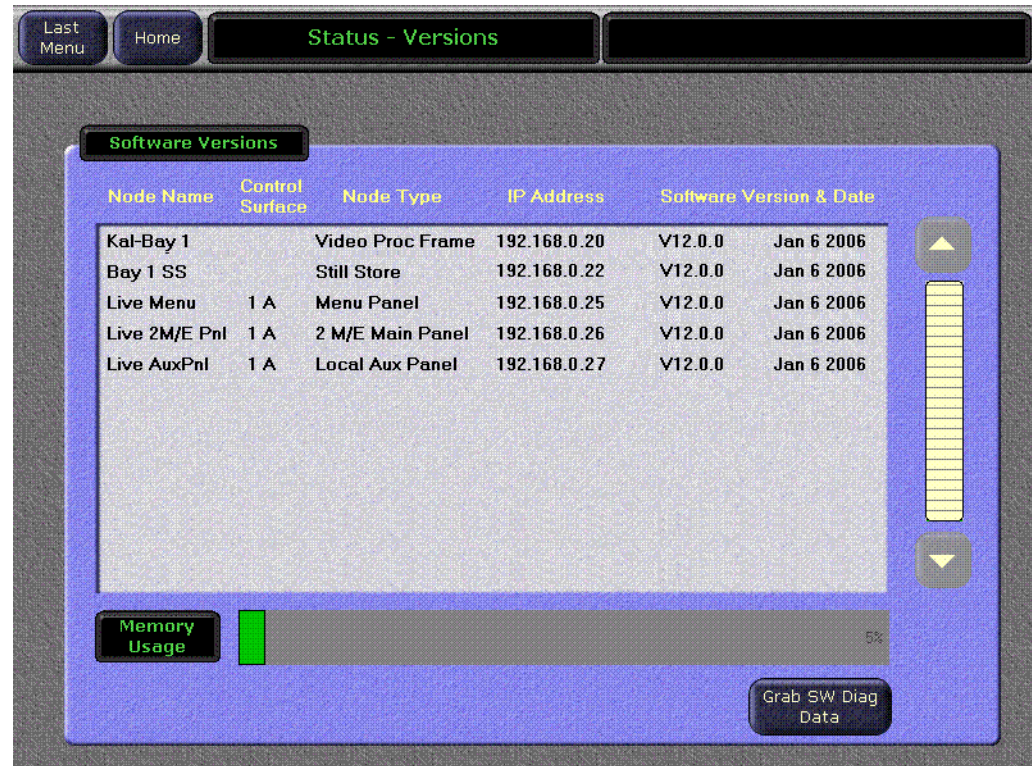 Last Menu Home Status - Versions
Software Versions
Node Name Control Surface Node Type IP Address Software Version & Date
Kal-Bay 1 Video Proc Frame 192.168.0.20 V12.0.0 Jan 6 2006
Bay 1 SS Still Store 192.168.0.22 V12.0.0 Jan 6 2006
Live Menu 1 A Menu Panel 192.168.0.25 V12.0.0 Jan 6 2006
Live 2M/E Pnl 1 A 2 M/E Main Panel 192.168.0.26 V12.0.0 Jan 6 2006
Live AuxPnl 1 A Local Aux Panel 192.168.0.27 V12.0.0 Jan 6 2006
Memory Usage 5%
Grab SW Diag Data